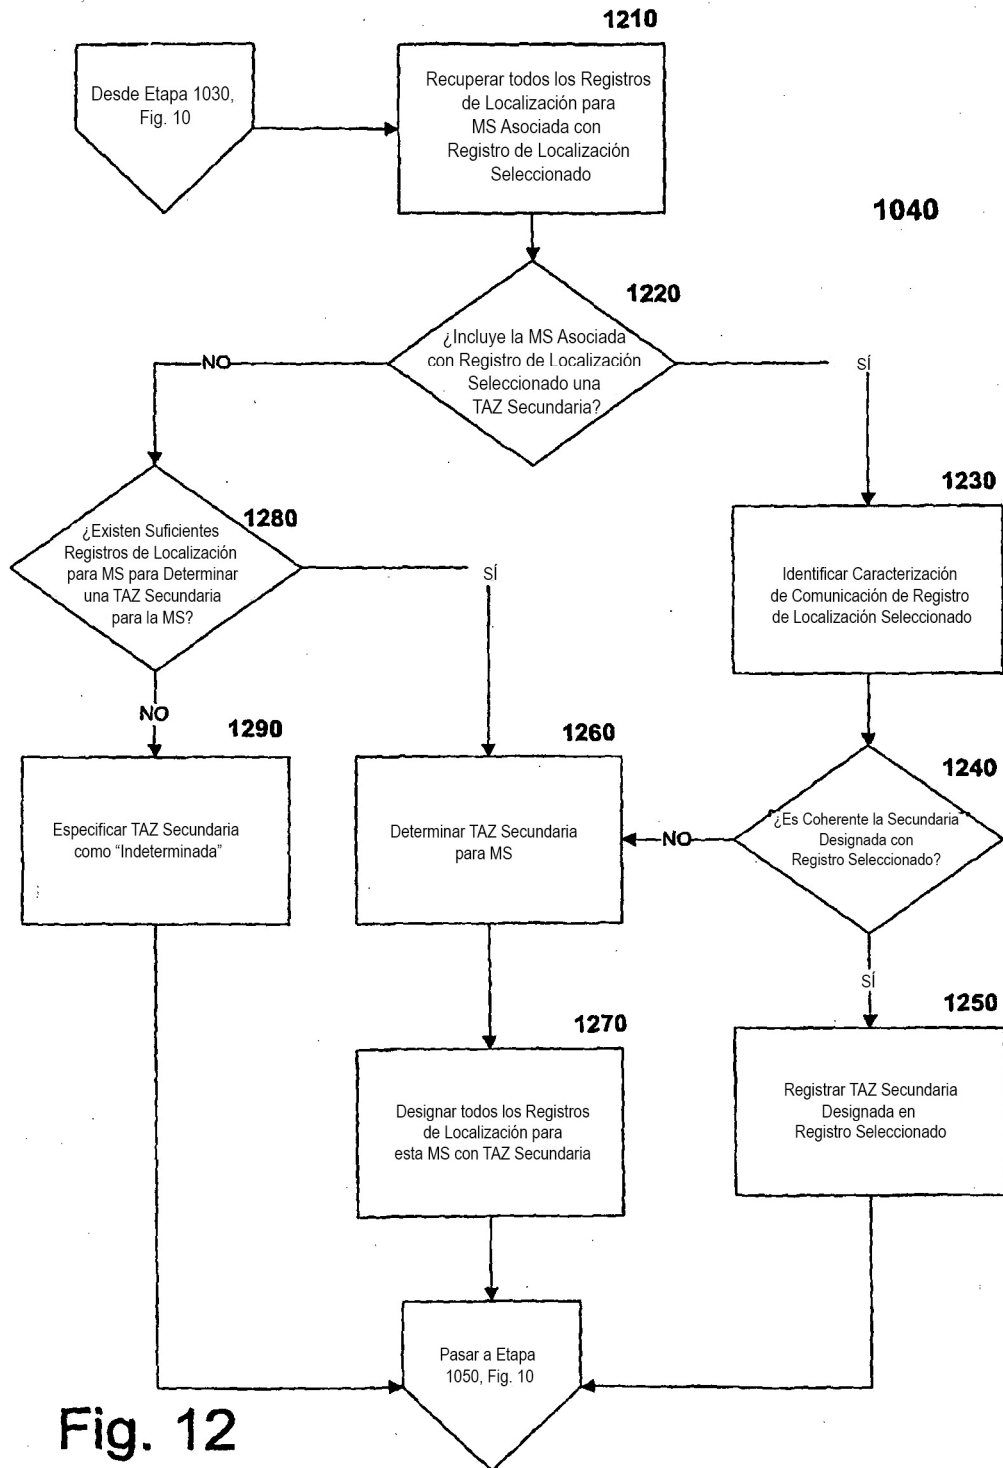 1210
Desde Etapa 1030,
Fig. 10
Recuperar todos los Registros
de Localización para
MS Asociada con
Registro de Localización
Seleccionado
1040
1220
¿Incluye la MS Asociada
con Registro de Localización
Seleccionado una
TAZ Secundaria?
NO
SÍ
1230
Identificar Caracterización
de Comunicación de Registro
de Localización Seleccionado
1280
¿Existen Suficientes
Registros de Localización
para MS para Determinar
una TAZ Secundaria
para la MS?
SÍ
NO
1290
Especificar TAZ Secundaria
como “Indeterminada”
1260
Determinar TAZ Secundaria
para MS
1240
¿Es Coherente la Secundaria
Designada con
Registro Seleccionado?
NO
SÍ
1250
Registrar TAZ Secundaria
Designada en
Registro Seleccionado
1270
Designar todos los Registros
de Localización para
esta MS con TAZ Secundaria
Pasar a Etapa
1050, Fig. 10
Fig. 12